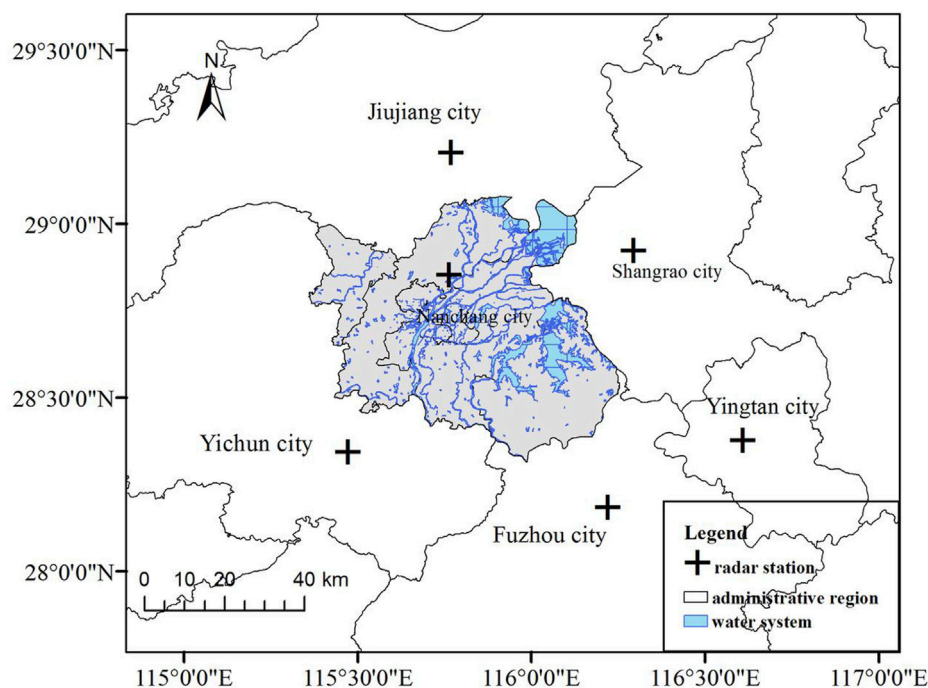 29°30'0"N
N
Jiujiang city
29°0'0"N
Shangrao city
Nanchang city
28°30'0"N
Yingtan city
Yichun city
Fuzhou city
Legend
radar station
administrative region
water system
28°0'0"N
0 10 20 40 km
115°0'0"E 115°30'0"E 116°0'0"E 116°30'0"E 117°0'0"E